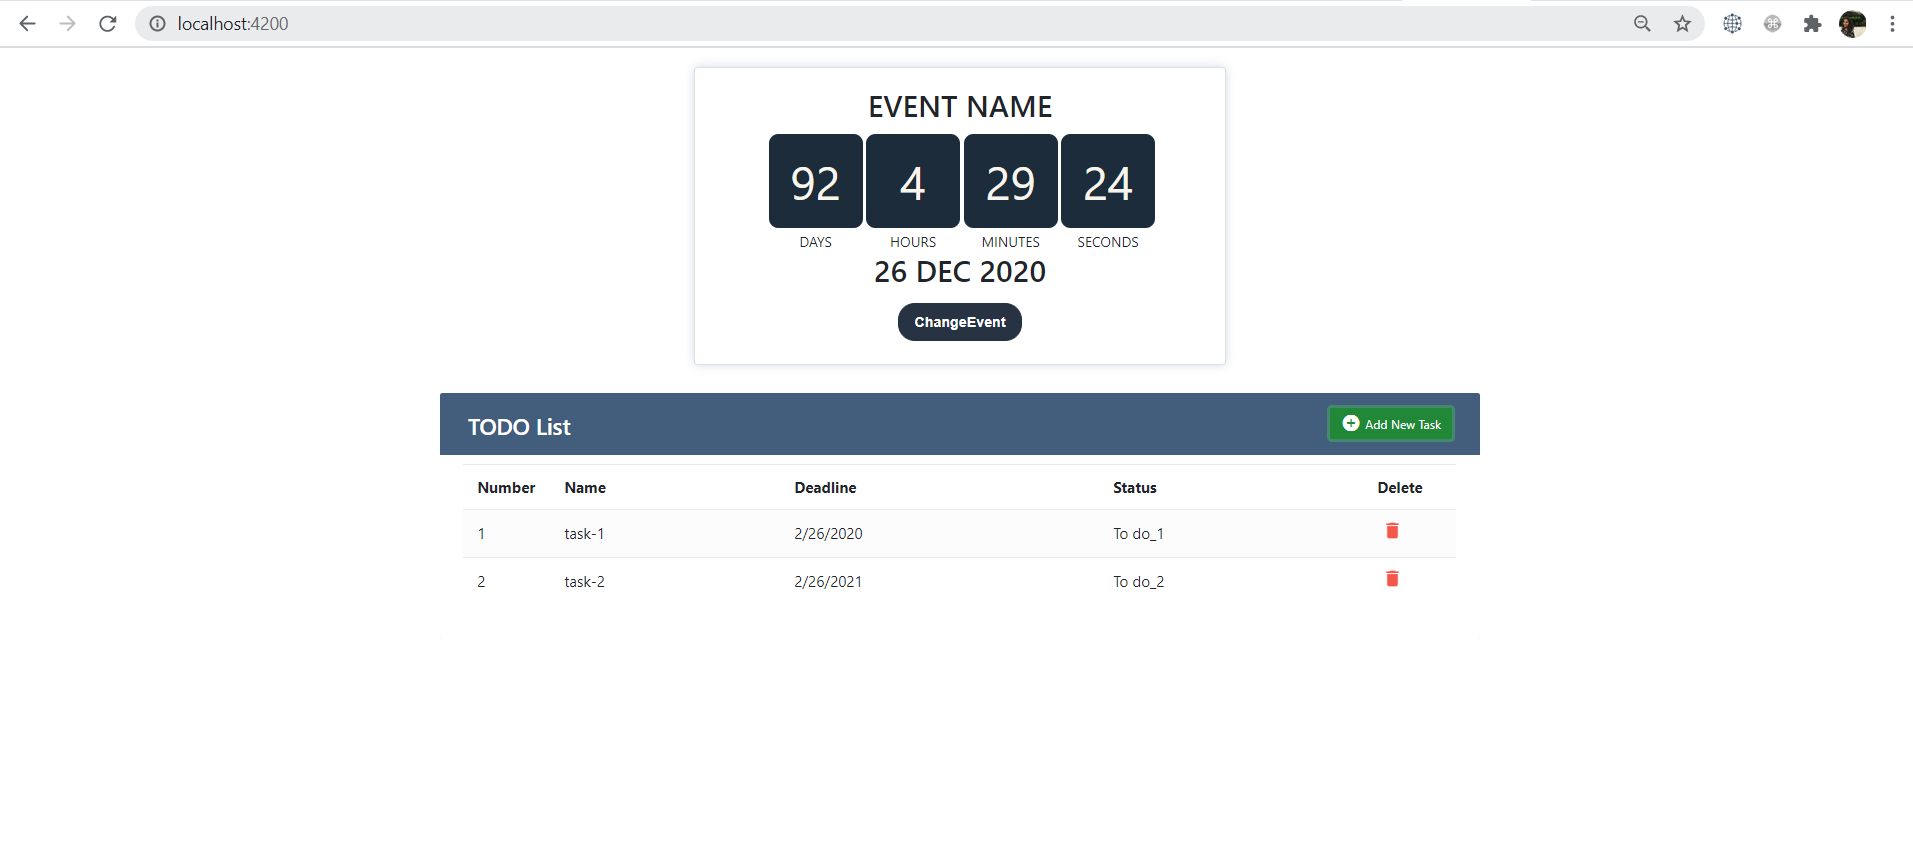 localhost:4200
EVENT NAME
92 4 29 24
DAYS HOURS MINUTES SECONDS
26 DEC 2020
ChangeEvent
TODO List Add New Task
Number Name Deadline Status Delete
1 task-1 2/26/2020 To do_1
2 task-2 2/26/2021 To do_2